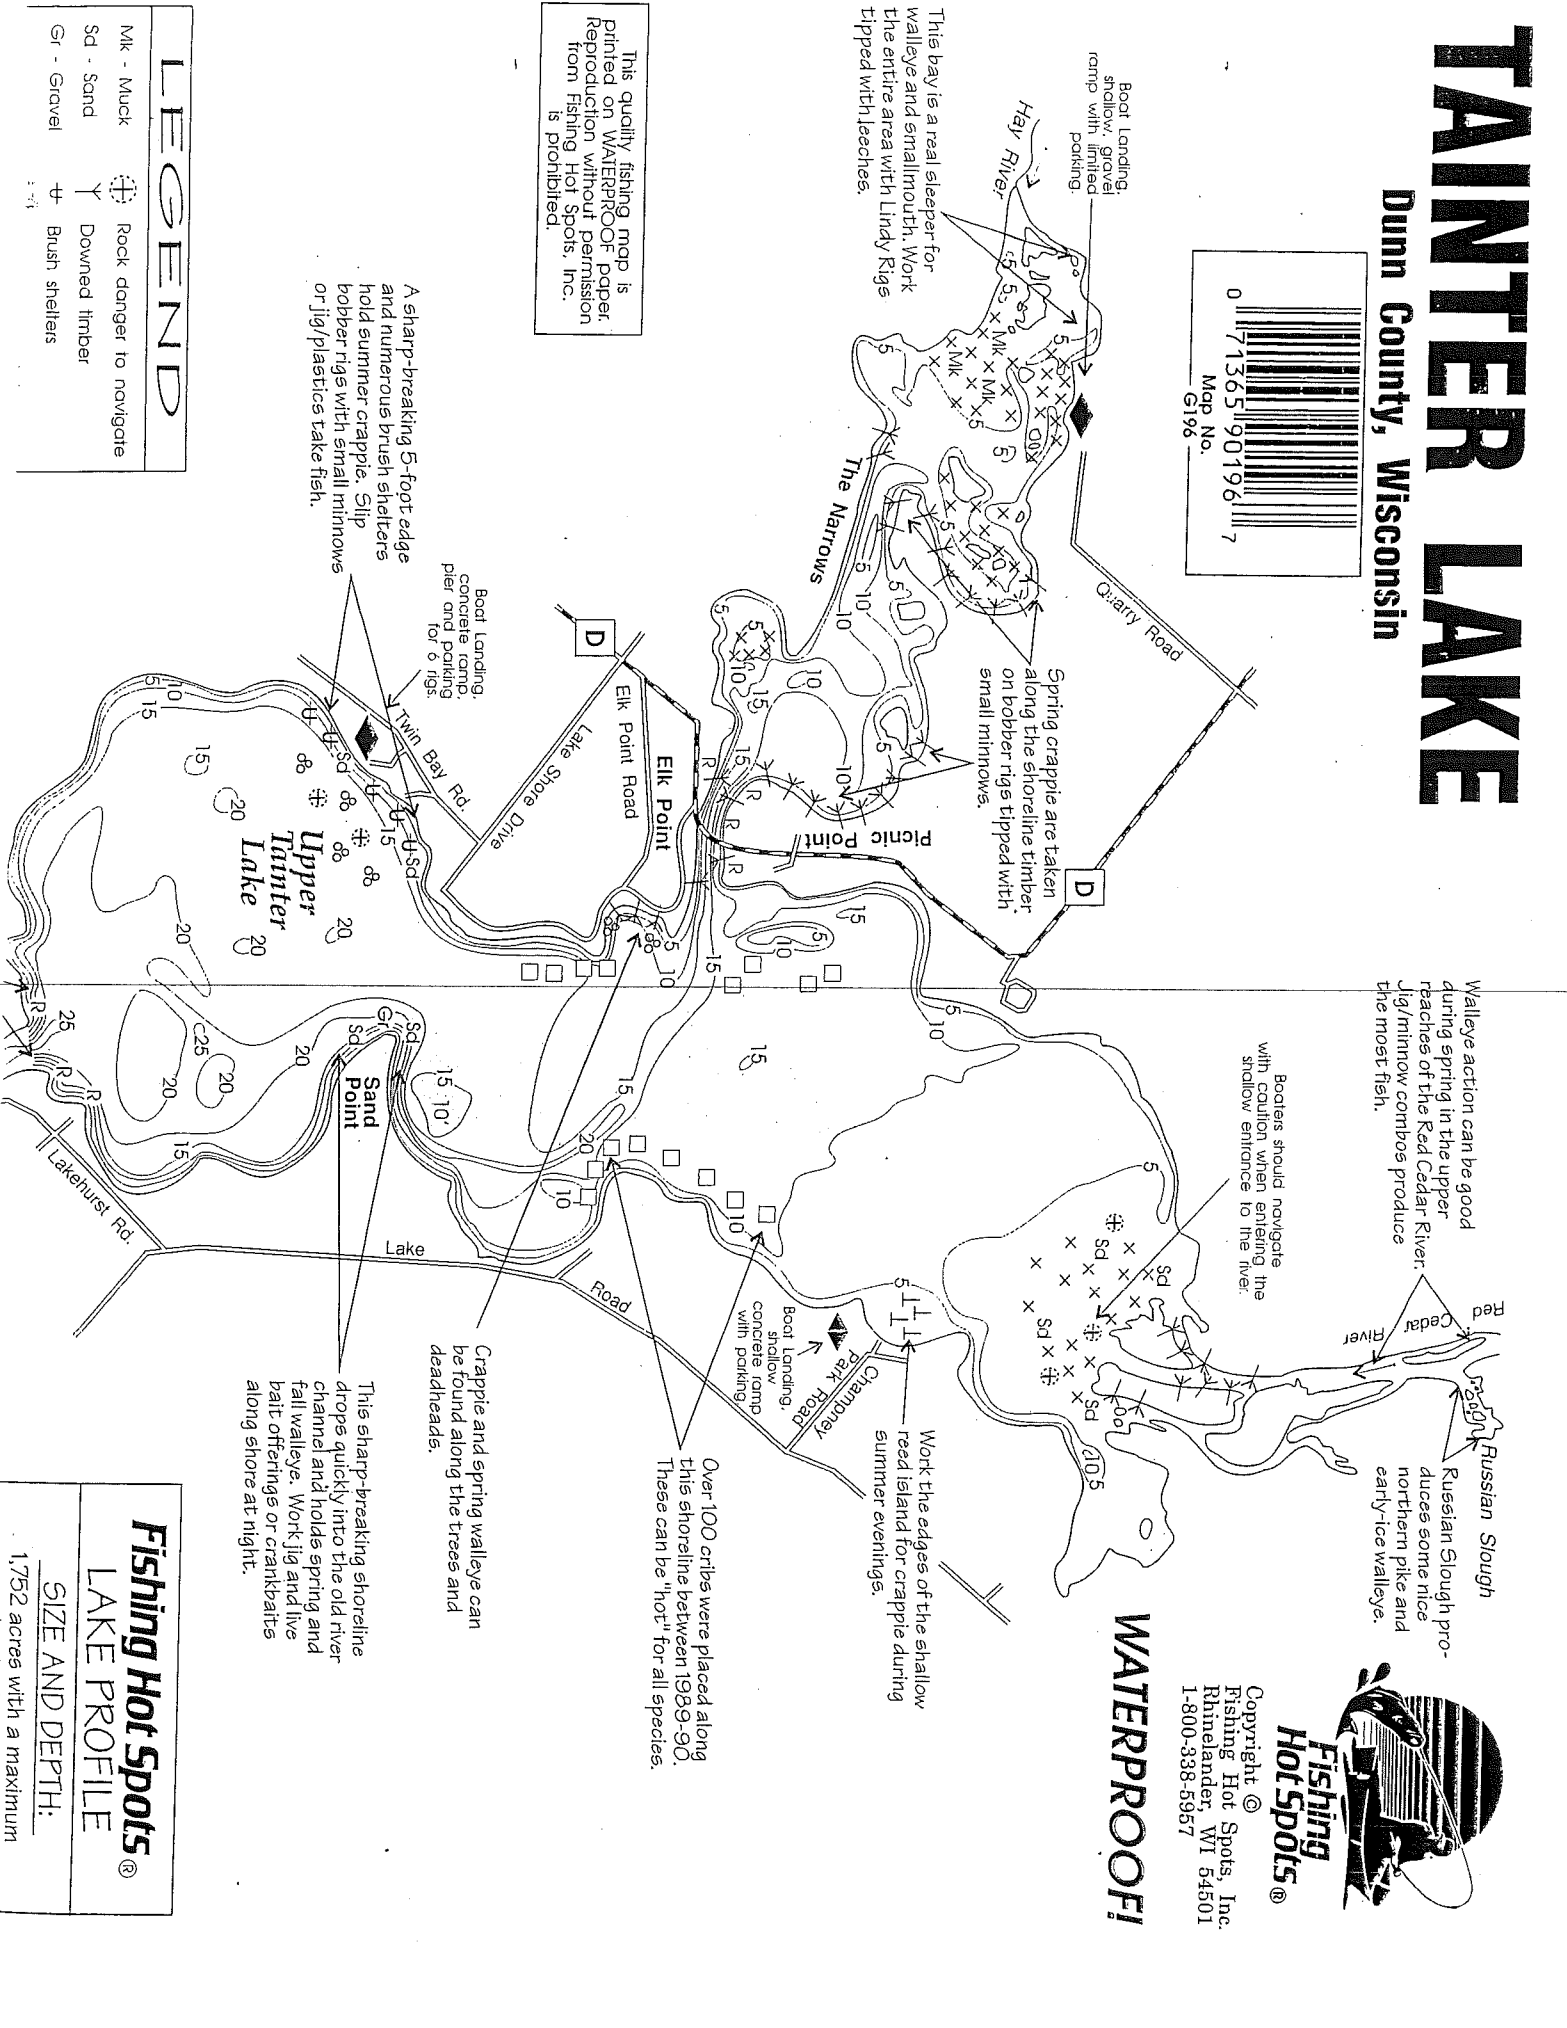 TAINTER LAKE
Dunn County, Wisconsin
0 71365 90196 7
Map No.
G196
Fishing
Hot Spots®
Copyright ©
Fishing Hot Spots, Inc.
Rhinelander, WI 54501
1-800-338-5957
WATERPROOF!
Boat Landing,
shallow, gravel
ramp with limited
parking.
Hay River
This bay is a real sleeper for
walleye and smallmouth. Work
the entire area with Lindy Rigs
tipped with leeches.
Quarry Road
D
Spring crappie are taken
along the shoreline timber
on bobber rigs tipped with
small minnows.
The Narrows
Picnic Point
Walleye action can be good
during spring in the upper
reaches of the Red Cedar River.
Jig/minnow combos produce
the most fish.
Boaters should navigate
with caution when entering the
shallow entrance to the river.
Red
Cedar
River
Russian Slough
Russian Slough pro-
duces some nice
northern pike and
early-ice walleye.
Work the edges of the shallow
reed island for crappie during
summer evenings.
Champney
Park Road
Boat Landing,
shallow
concrete ramp
with parking.
Over 100 cribs were placed along
this shoreline between 1989-90.
These can be "hot" for all species.
This quality fishing map is
printed on WATERPROOF paper.
Reproduction without permission
from Fishing Hot Spots, Inc.
is prohibited.
D
Elk Point
Elk Point Road
Lake Shore Drive
Twin Bay Rd.
Boat Landing,
concrete ramp,
pier and parking
for 6 rigs.
A sharp-breaking 5-foot edge
and numerous brush shelters
hold summer crappie. Slip
bobber rigs with small minnows
or jig/plastics take fish.
Upper
Tainter
Lake
Sand
Point
Lake
Road
Lakehurst Rd.
Crappie and spring walleye can
be found along the trees and
deadheads.
This sharp-breaking shoreline
drops quickly into the old river
channel and holds spring and
fall walleye. Work jig and live
bait offerings or crankbaits
along shore at night.
LEGEND
Mk - Muck
Rock danger to navigate
Sd - Sand
Downed timber
Gr - Gravel
Brush shelters
Fishing Hot Spots®
LAKE PROFILE
SIZE AND DEPTH:
1,752 acres with a maximum